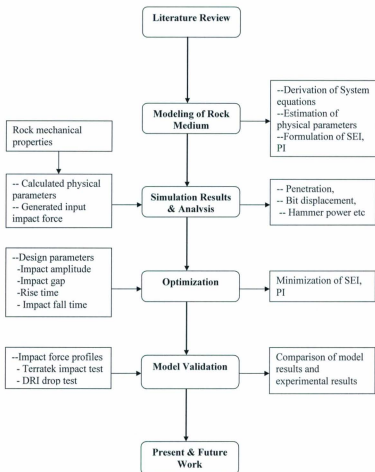 Literature Review
Modeling of Rock
Medium
--Derivation of System
equations
--Estimation of
physical parameters
--Formulation of SEI,
PI
Rock mechanical
properties
-- Calculated physical
parameters
-- Generated input
impact force
Simulation Results
& Analysis
-- Penetration,
-- Bit displacement,
-- Hammer power etc
--Design parameters
-Impact amplitude
-Impact gap
-Rise time
- Impact fall time
Optimization
Minimization of SEI,
PI
--Impact force profiles
- Terratek impact test
- DRI drop test
Model Validation
Comparison of model
results and
experimental results
Present & Future
Work